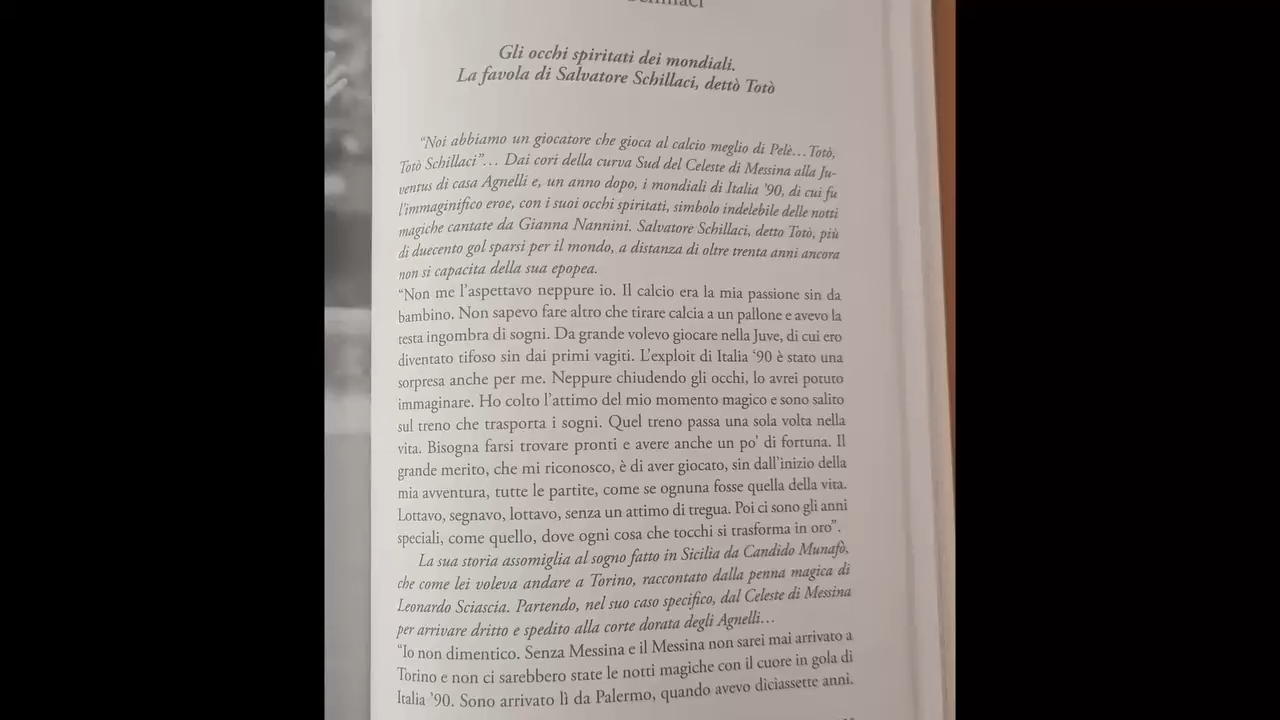 Gli occhi spiritati dei mondiali.
La favola di Salvatore Schillaci, dettò Totò
"Noi abbiamo un giocatore che gioca al calcio meglio di Pelè…Totò,
Totò Schillaci"… Dai cori della curva Sud del Celeste di Messina alla Ju-
ventus di casa Agnelli e, un anno dopo, i mondiali di Italia '90, di cui fu
l'immaginifico eroe, con i suoi occhi spiritati, simbolo indelebile delle notti
magiche cantate da Gianna Nannini. Salvatore Schillaci, detto Totò, più
di duecento gol sparsi per il mondo, a distanza di oltre trenta anni ancora
non si capacita della sua epopea.
"Non me l'aspettavo neppure io. Il calcio era la mia passione sin da
bambino. Non sapevo fare altro che tirare calcia a un pallone e avevo la
testa ingombra di sogni. Da grande volevo giocare nella Juve, di cui ero
diventato tifoso sin dai primi vagiti. L'exploit di Italia '90 è stato una
sorpresa anche per me. Neppure chiudendo gli occhi, lo avrei potuto
immaginare. Ho colto l'attimo del mio momento magico e sono salito
sul treno che trasporta i sogni. Quel treno passa una sola volta nella
vita. Bisogna farsi trovare pronti e avere anche un po' di fortuna. Il
grande merito, che mi riconosco, è di aver giocato, sin dall'inizio della
mia avventura, tutte le partite, come se ognuna fosse quella della vita.
Lottavo, segnavo, lottavo, senza un attimo di tregua. Poi ci sono gli anni
speciali, come quello, dove ogni cosa che tocchi si trasforma in oro".
La sua storia assomiglia al sogno fatto in Sicilia da Candido Munafò,
che come lei voleva andare a Torino, raccontato dalla penna magica di
Leonardo Sciascia. Partendo, nel suo caso specifico, dal Celeste di Messina
per arrivare dritto e spedito alla corte dorata degli Agnelli…
"Io non dimentico. Senza Messina e il Messina non sarei mai arrivato a
Torino e non ci sarebbero state le notti magiche con il cuore in gola di
Italia '90. Sono arrivato lì da Palermo, quando avevo diciassette anni.